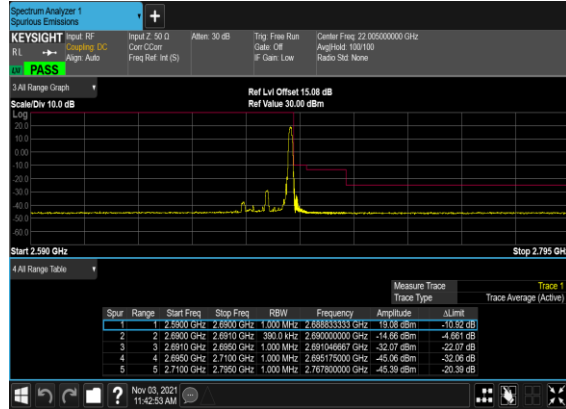 Spectrum Analyzer 1
Spurious Emissions
+
KEYSIGHT Input: RF Input Z: 50 Ω Atten: 30 dB Trig: Free Run Center Freq: 22.005000000 GHz
RL Coupling: DC Corr CCorr Gate: Off Avg|Hold: 100/100
Align: Auto Freq Ref: Int (S) IF Gain: Low Radio Std: None
PASS
3 All Range Graph Ref Lvl Offset 15.08 dB
Scale/Div 10.0 dB Ref Value 30.00 dBm
Log
20.0
10.0
0.00
-10.0
-20.0
-30.0
-40.0
-50.0
-60.0
Start 2.590 GHz Stop 2.795 GH
4 All Range Table
Measure Trace Trace 1
Trace Type Trace Average (Active)
Spur Range Start Freq Stop Freq RBW Frequency Amplitude ΔLimit
1 1 2.5900 GHz 2.6900 GHz 1.000 MHz 2.688833333 GHz 19.08 dBm -10.92 dB
2 2 2.6900 GHz 2.6910 GHz 390.0 kHz 2.690000000 GHz -14.66 dBm -4.661 dB
3 3 2.6910 GHz 2.6950 GHz 1.000 MHz 2.691046667 GHz -32.07 dBm -22.07 dB
4 4 2.6950 GHz 2.7100 GHz 1.000 MHz 2.695175000 GHz -45.06 dBm -32.06 dB
5 5 2.7100 GHz 2.7950 GHz 1.000 MHz 2.767800000 GHz -45.39 dBm -20.39 dB
? Nov 03, 2021
11:42:53 AM